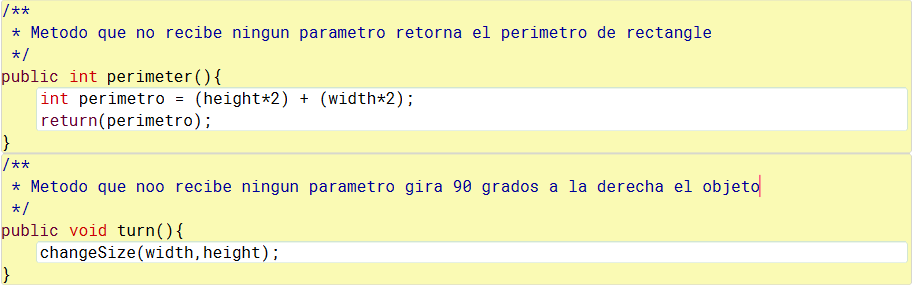 /**
 * Metodo que no recibe ningun parametro retorna el perimetro de rectangle
 */
public int perimeter(){
    int perimetro = (height*2) + (width*2);
    return(perimetro);
}
/**
 * Metodo que noo recibe ningun parametro gira 90 grados a la derecha el objeto
 */
public void turn(){
    changeSize(width,height);
}